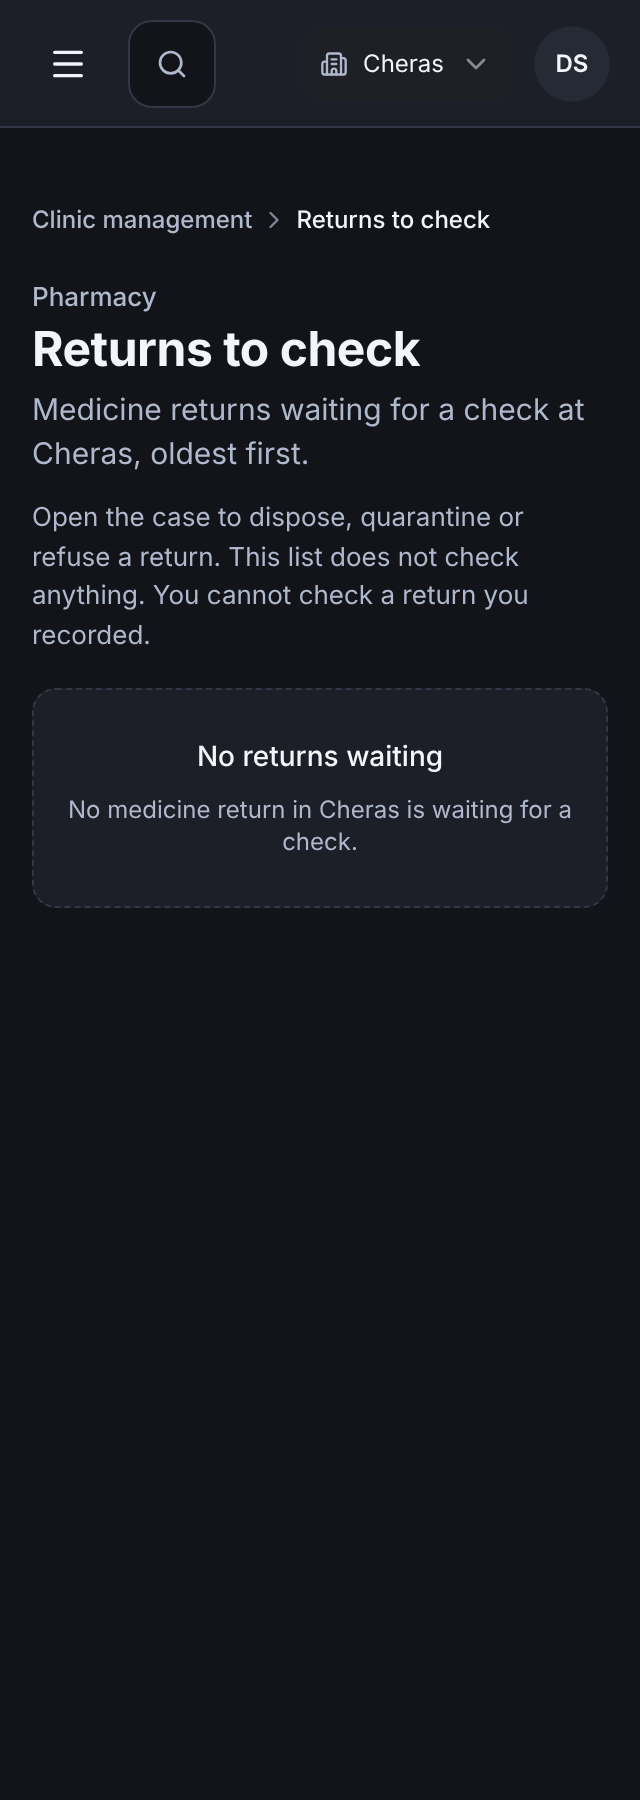 Cheras
DS
Clinic management
Returns to check
Pharmacy
Returns to check
Medicine returns waiting for a check at
Cheras, oldest first.
Open the case to dispose, quarantine or
refuse a return. This list does not check
anything. You cannot check a return you
recorded.
No returns waiting
No medicine return in Cheras is waiting for a
check.